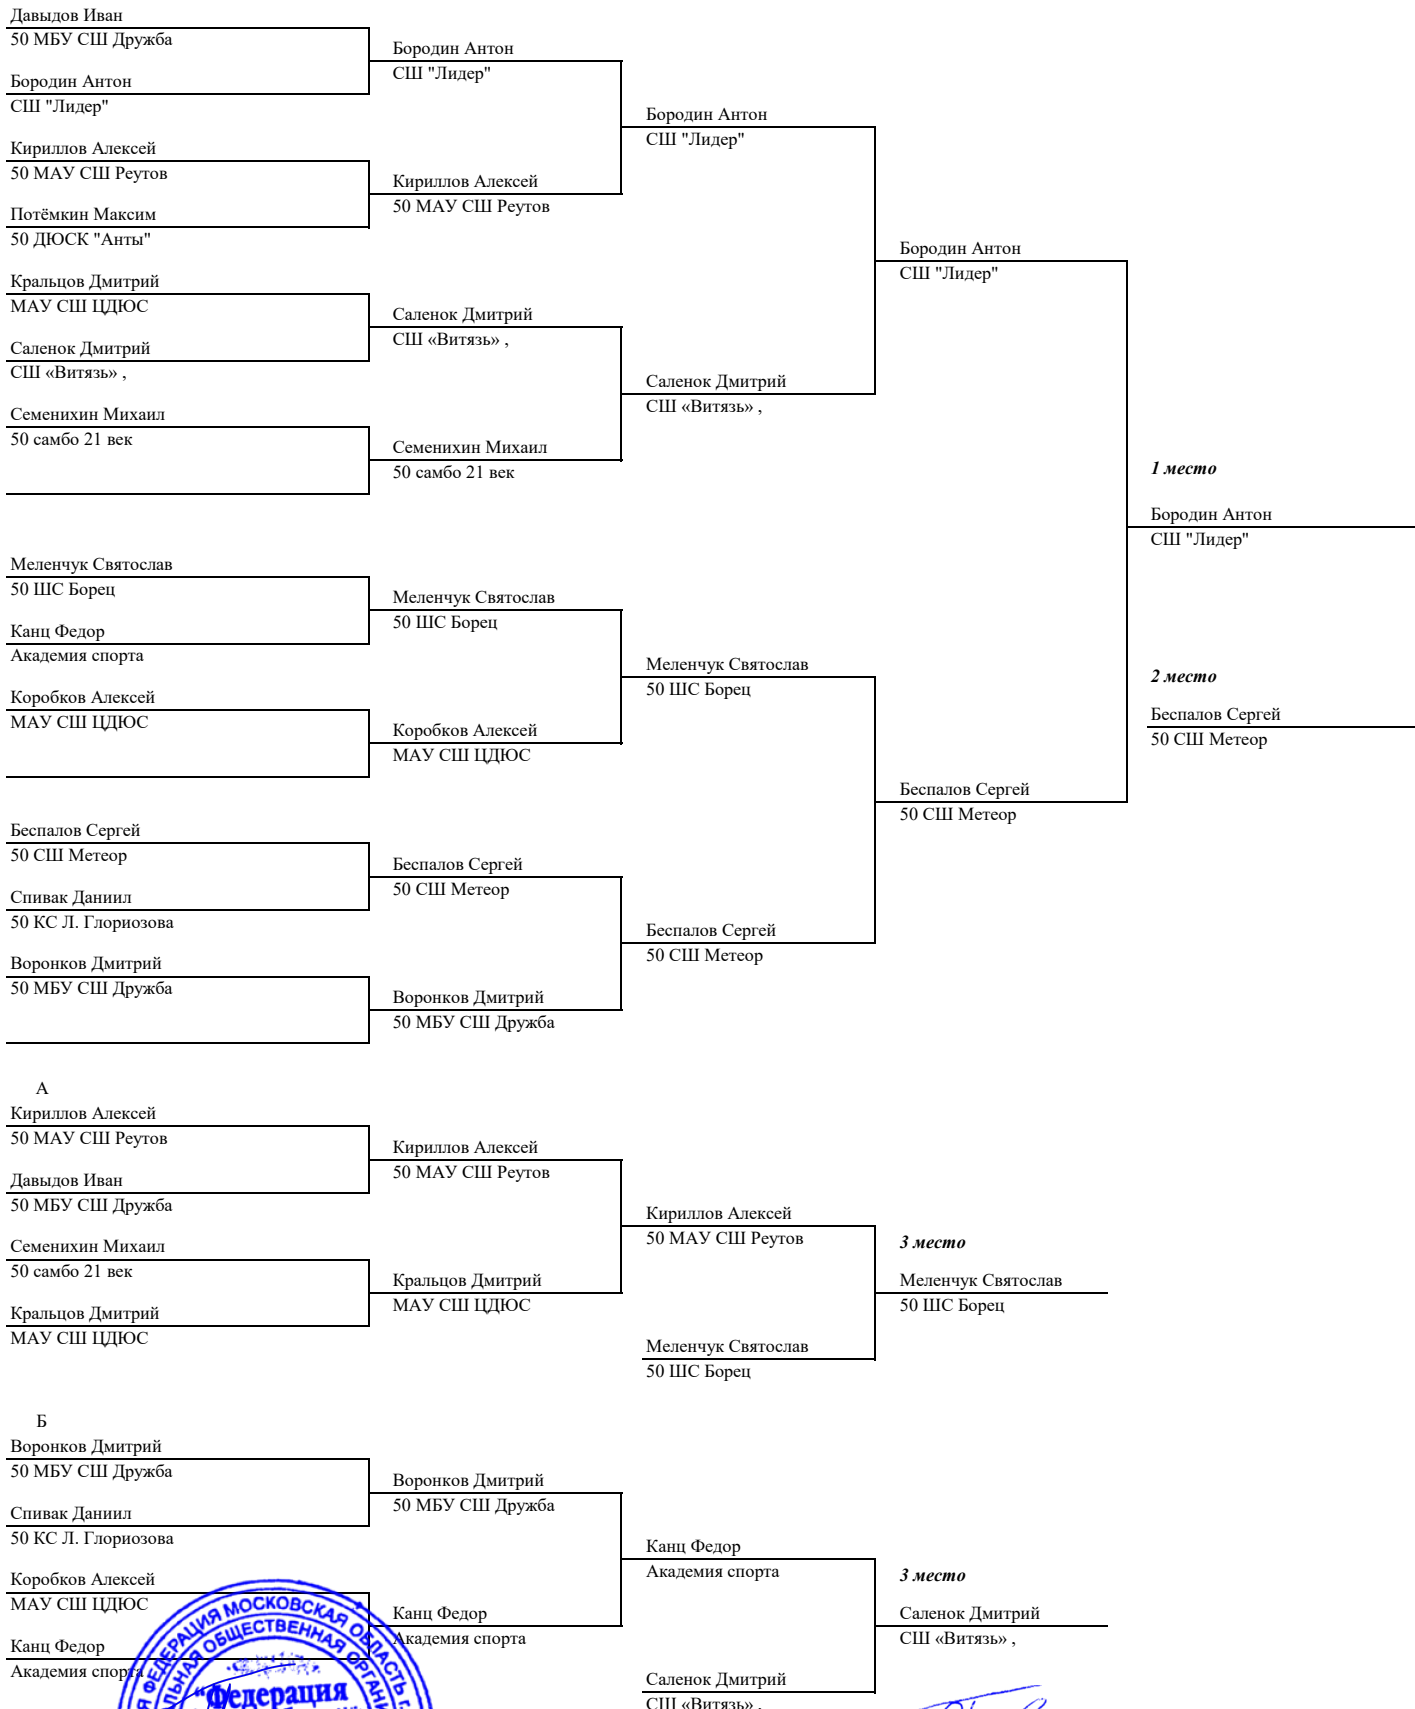 Давыдов Иван
50 МБУ СШ Дружба
Бородин Антон
СШ "Лидер"
Кириллов Алексей
50 МАУ СШ Реутов
Потёмкин Максим
50 ДЮСК "Анты"
Кральцов Дмитрий
МАУ СШ ЦДЮС
Саленок Дмитрий
СШ «Витязь» ,
Семенихин Михаил
50 самбо 21 век
Меленчук Святослав
50 ШС Борец
Канц Федор
Академия спорта
Коробков Алексей
МАУ СШ ЦДЮС
Беспалов Сергей
50 СШ Метеор
Спивак Даниил
50 КС Л. Глориозова
Воронков Дмитрий
50 МБУ СШ Дружба
Бородин Антон
СШ "Лидер"
Кириллов Алексей
50 МАУ СШ Реутов
Саленок Дмитрий
СШ «Витязь» ,
Семенихин Михаил
50 самбо 21 век
Меленчук Святослав
50 ШС Борец
Коробков Алексей
МАУ СШ ЦДЮС
Беспалов Сергей
50 СШ Метеор
Воронков Дмитрий
50 МБУ СШ Дружба
Бородин Антон
СШ "Лидер"
Саленок Дмитрий
СШ «Витязь» ,
Меленчук Святослав
50 ШС Борец
Беспалов Сергей
50 СШ Метеор
Бородин Антон
СШ "Лидер"
Беспалов Сергей
50 СШ Метеор
1 место
Бородин Антон
СШ "Лидер"
2 место
Беспалов Сергей
50 СШ Метеор
А
Кириллов Алексей
50 МАУ СШ Реутов
Давыдов Иван
50 МБУ СШ Дружба
Семенихин Михаил
50 самбо 21 век
Кральцов Дмитрий
МАУ СШ ЦДЮС
Кириллов Алексей
50 МАУ СШ Реутов
Кральцов Дмитрий
МАУ СШ ЦДЮС
Кириллов Алексей
50 МАУ СШ Реутов
Меленчук Святослав
50 ШС Борец
3 место
Меленчук Святослав
50 ШС Борец
Б
Воронков Дмитрий
50 МБУ СШ Дружба
Спивак Даниил
50 КС Л. Глориозова
Коробков Алексей
МАУ СШ ЦДЮС
Канц Федор
Академия спорта
Воронков Дмитрий
50 МБУ СШ Дружба
Канц Федор
Академия спорта
Канц Федор
Академия спорта
Саленок Дмитрий
СШ «Витязь» ,
3 место
Саленок Дмитрий
СШ «Витязь» ,
ФЕДЕРАЦИЯ МОСКОВСКАЯ ОБЛАСТЬ г.
ОБЩЕСТВЕННАЯ
"Федерация